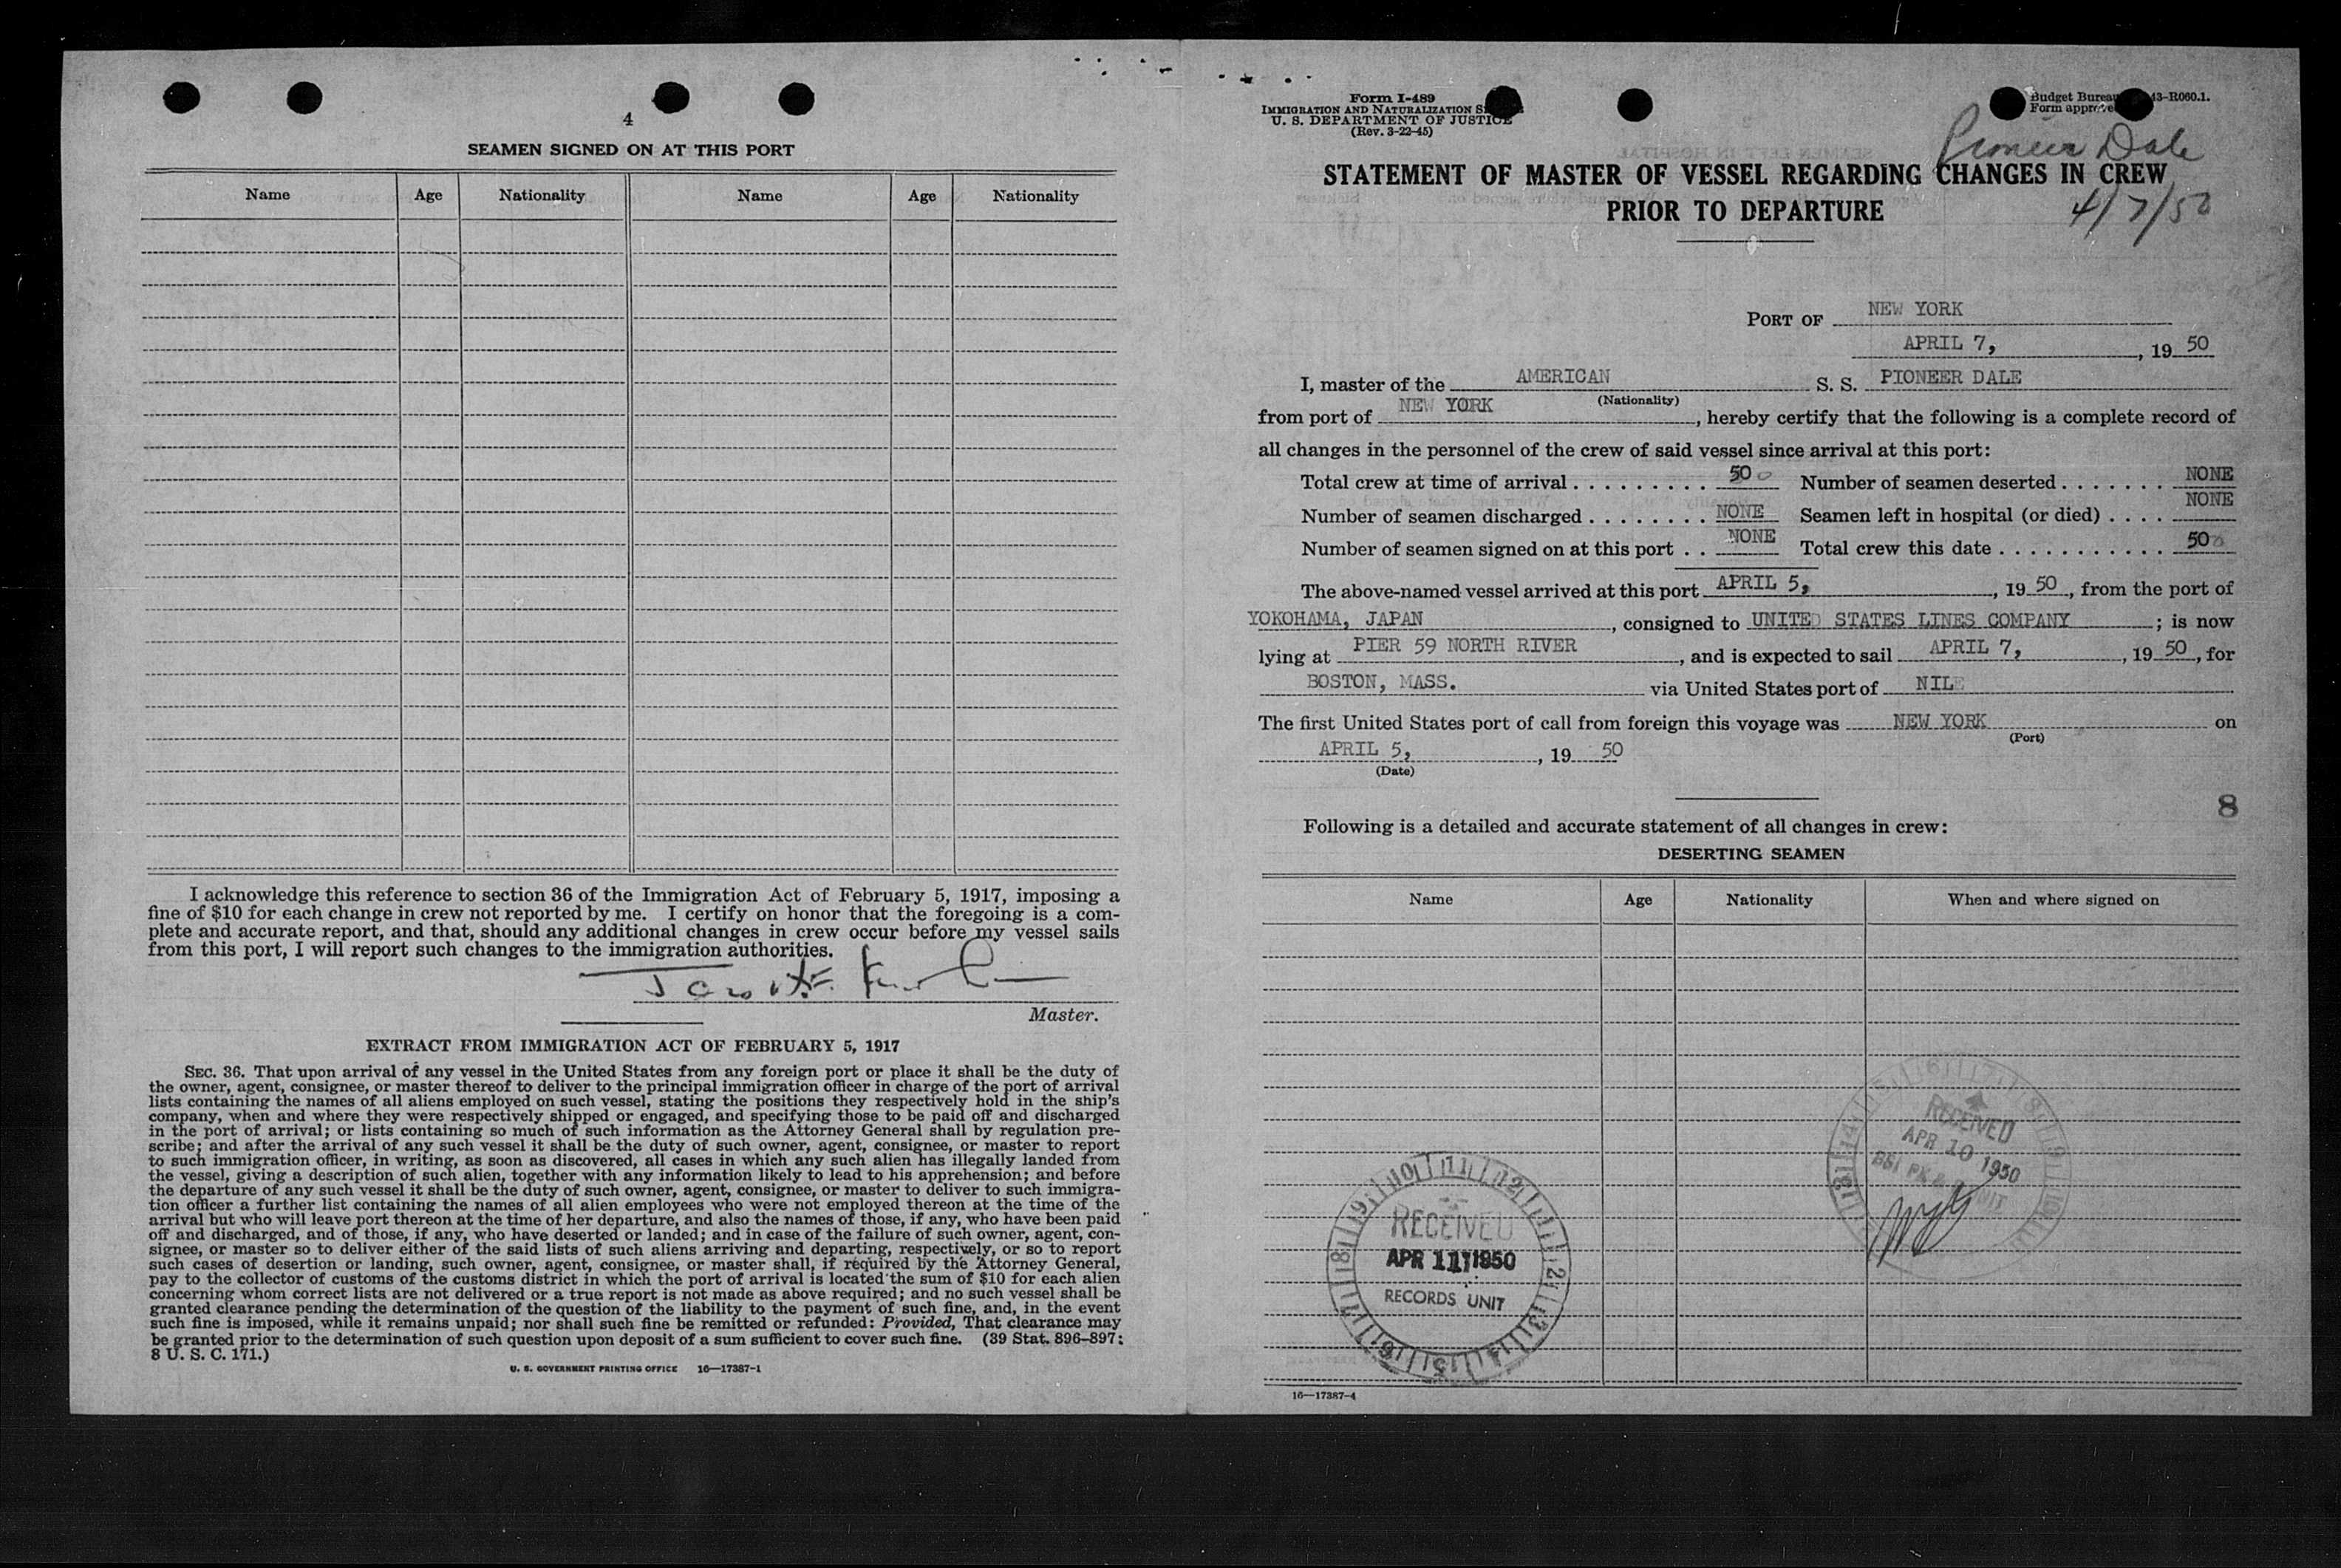 4
SEAMEN SIGNED ON AT THIS PORT
Name Age Nationality Name Age Nationality
I acknowledge this reference to section 36 of the Immigration Act of February 5, 1917, imposing a
fine of $10 for each change in crew not reported by me. I certify on honor that the foregoing is a com-
plete and accurate report, and that, should any additional changes in crew occur before my vessel sails
from this port, I will report such changes to the immigration authorities.
Master.
EXTRACT FROM IMMIGRATION ACT OF FEBRUARY 5, 1917
SEC. 36. That upon arrival of any vessel in the United States from any foreign port or place it shall be the duty of
the owner, agent, consignee, or master thereof to deliver to the principal immigration officer in charge of the port of arrival
lists containing the names of all aliens employed on such vessel, stating the positions they respectively hold in the ship's
company, when and where they were respectively shipped or engaged, and specifying those to be paid off and discharged
in the port of arrival; or lists containing so much of such information as the Attorney General shall by regulation pre-
scribe; and after the arrival of any such vessel it shall be the duty of such owner, agent, consignee, or master to report
to such immigration officer, in writing, as soon as discovered, all cases in which any such alien has illegally landed from
the vessel, giving a description of such alien, together with any information likely to lead to his apprehension; and before
the departure of any such vessel it shall be the duty of such owner, agent, consignee, or master to deliver to such immigra-
tion officer a further list containing the names of all alien employees who were not employed thereon at the time of the
arrival but who will leave port thereon at the time of her departure, and also the names of those, if any, who have been paid
off and discharged, and of those, if any, who have deserted or landed; and in case of the failure of such owner, agent, con-
signee, or master so to deliver either of the said lists of such aliens arriving and departing, respectively, or so to report
such cases of desertion or landing, such owner, agent, consignee, or master shall, if required by the Attorney General,
pay to the collector of customs of the customs district in which the port of arrival is located the sum of $10 for each alien
concerning whom correct lists are not delivered or a true report is not made as above required; and no such vessel shall be
granted clearance pending the determination of the question of the liability to the payment of such fine, and, in the event
such fine is imposed, while it remains unpaid; nor shall such fine be remitted or refunded: Provided, That clearance may
be granted prior to the determination of such question upon deposit of a sum sufficient to cover such fine. (39 Stat. 896-897;
8 U. S. C. 171.)
U. S. GOVERNMENT PRINTING OFFICE 16—17387-1
Form I-489
IMMIGRATION AND NATURALIZATION
U. S. DEPARTMENT OF JUSTICE
(Rev. 3-22-45)
Budget Bureau 43-R060.1.
Form approve
Pioneer Dale
STATEMENT OF MASTER OF VESSEL REGARDING CHANGES IN CREW
PRIOR TO DEPARTURE
4/7/50
PORT OF NEW YORK
APRIL 7, , 19 50
I, master of the AMERICAN S. S. PIONEER DALE
(Nationality)
from port of NEW YORK , hereby certify that the following is a complete record of
all changes in the personnel of the crew of said vessel since arrival at this port:
Total crew at time of arrival . . . . . . . . . 50 Number of seamen deserted . . . . . . . NONE
Number of seamen discharged . . . . . . . . NONE Seamen left in hospital (or died) . . . . NONE
Number of seamen signed on at this port . . NONE Total crew this date . . . . . . . . . . . . 50
The above-named vessel arrived at this port APRIL 5, , 19 50 , from the port of
YOKOHAMA, JAPAN , consigned to UNITED STATES LINES COMPANY ; is now
lying at PIER 59 NORTH RIVER , and is expected to sail APRIL 7, , 19 50 , for
BOSTON, MASS. via United States port of NIL
The first United States port of call from foreign this voyage was NEW YORK on
(Port)
APRIL 5, , 19 50
(Date)
8
Following is a detailed and accurate statement of all changes in crew:
DESERTING SEAMEN
Name Age Nationality When and where signed on
RECEIVED
APR 10 1950
RECEIVED
APR 11 1950
RECORDS UNIT
16—17387-4